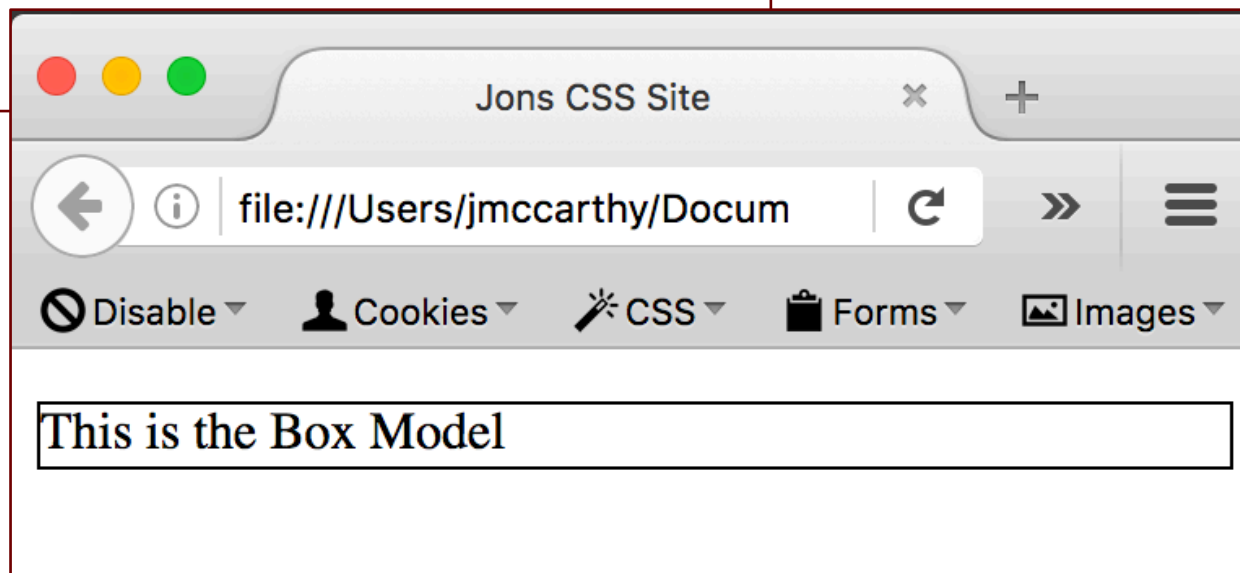 Jons CSS Site
file:///Users/jmccarthy/Docum
Disable Cookies CSS Forms Images
This is the Box Model